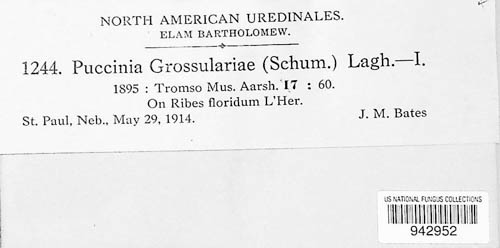 NORTH AMERICAN UREDINALES.
ELAM BARTHOLOMEW.
1244. Puccinia Grossulariae (Schum.) Lagh.—I.
1895 : Tromso Mus. Aarsh. 17 : 60.
On Ribes floridum L'Her.
St. Paul, Neb., May 29, 1914. J. M. Bates
US NATIONAL FUNGUS COLLECTIONS
942952